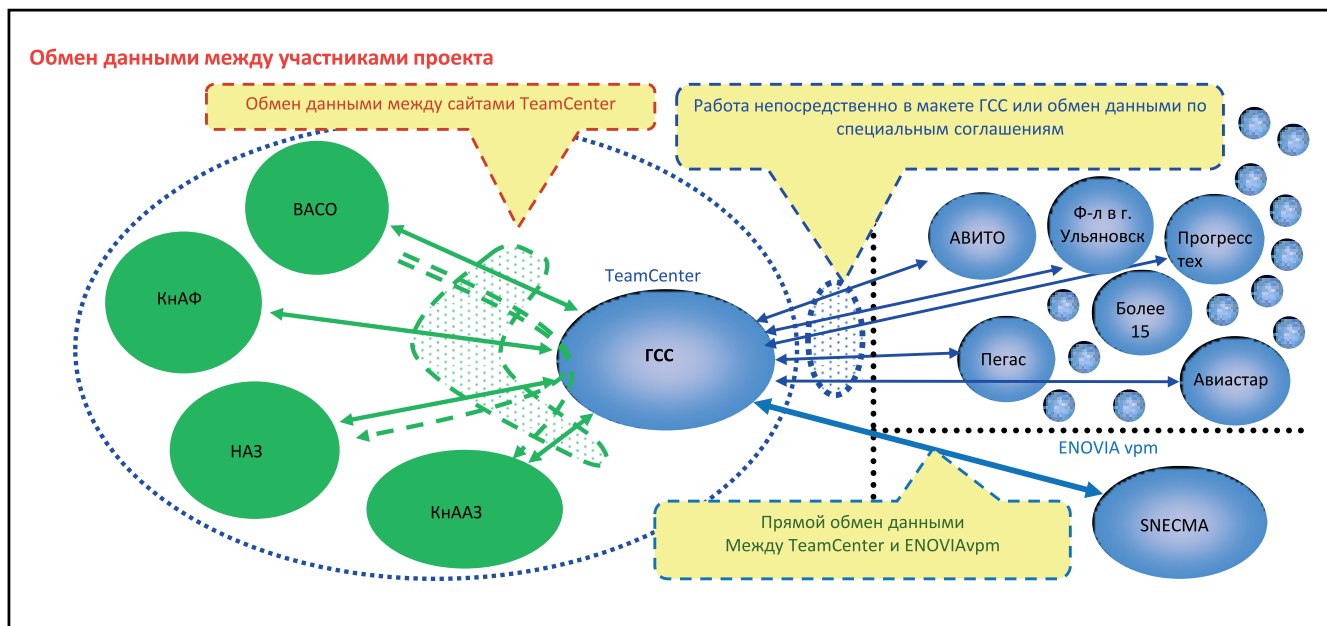 Обмен данными между участниками проекта
Обмен данными между сайтами TeamCenter
Работа непосредственно в макете ГСС или обмен данными по
специальным соглашениям
ВАСО
КнАФ
НАЗ
КнААЗ
TeamCenter
ГСС
АВИТО
Ф-л в г.
Ульяновск
Прогресс
тех
Более
15
Пегас
Авиастар
ENOVIA vpm
SNECMA
Прямой обмен данными
Между TeamCenter и ENOVIAvpm